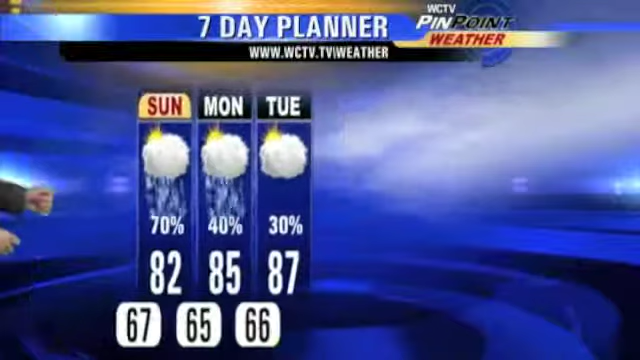 7 DAY PLANNER
WWW.WCTV.TV\WEATHER
WCTV
PINPOINT
WEATHER
SUN MON TUE
70% 40% 30%
82 85 87
67 65 66